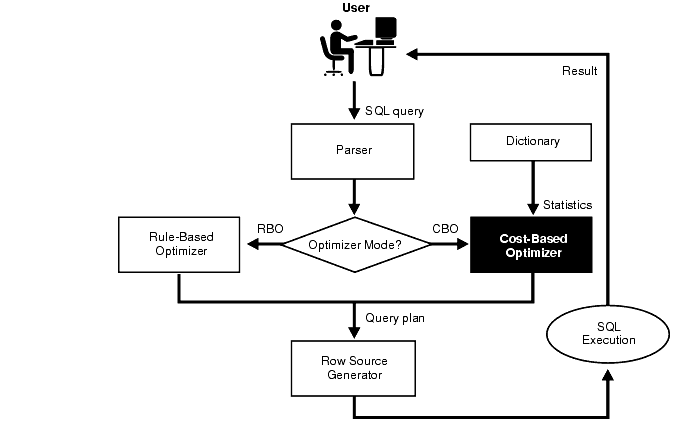 User
Result
SQL query
Parser
Dictionary
Statistics
RBO
CBO
Rule-Based
Optimizer
Optimizer Mode?
Cost-Based
Optimizer
Query plan
SQL
Execution
Row Source
Generator